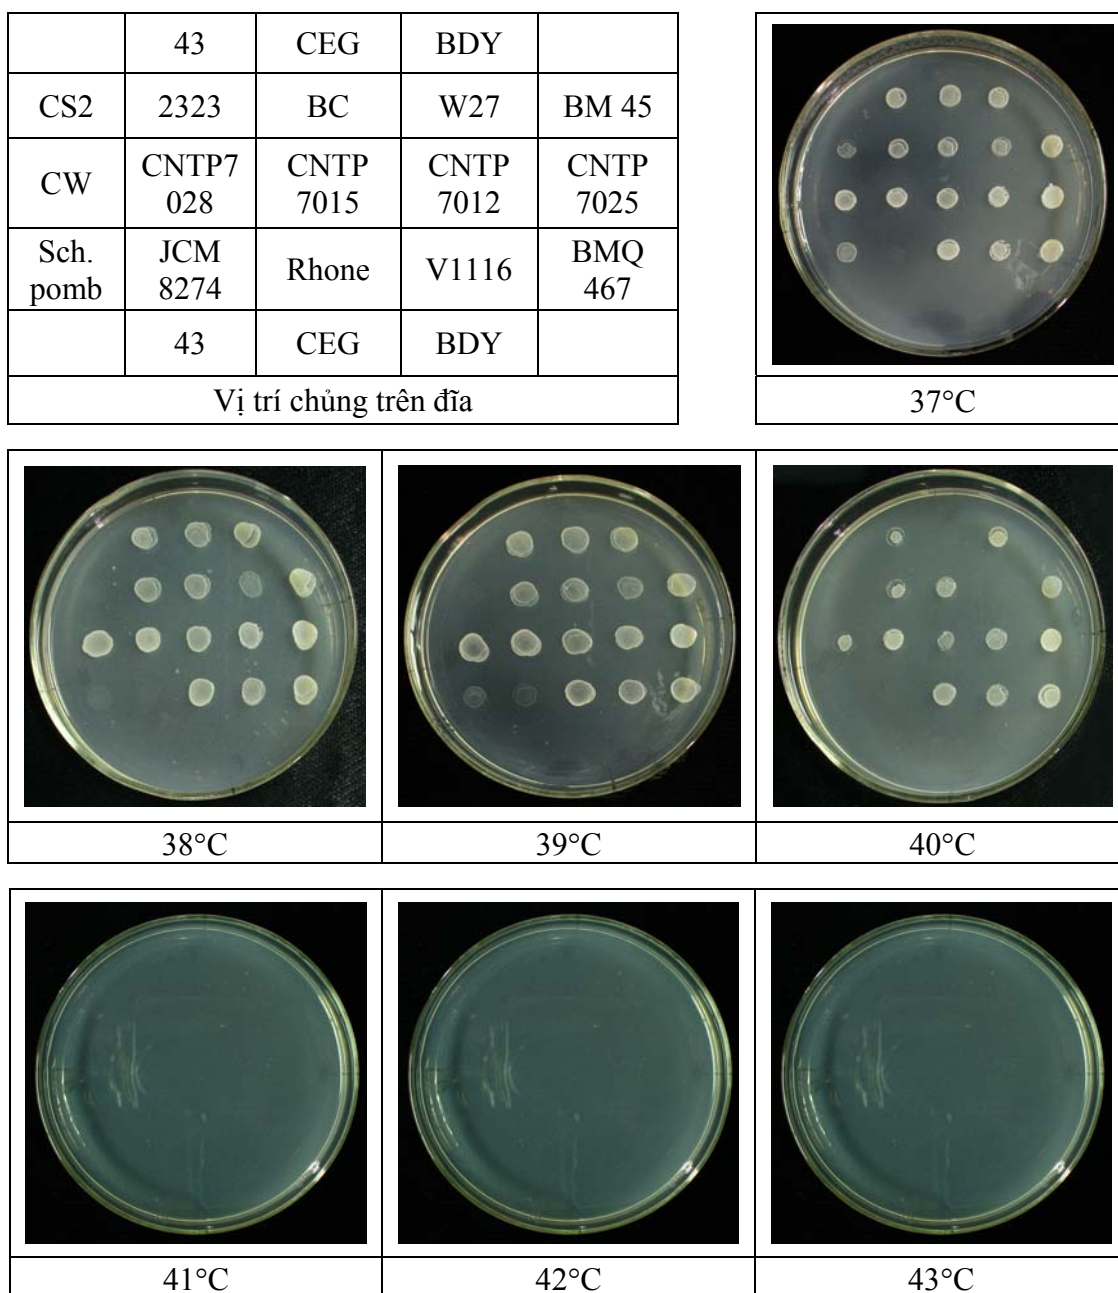 43 CEG BDY
CS2 2323 BC W27 BM 45
CW CNTP7 028 CNTP 7015 CNTP 7012 CNTP 7025
Sch. pomb JCM 8274 Rhone V1116 BMQ 467
43 CEG BDY
Vị trí chủng trên đĩa
37°C
38°C 39°C 40°C
41°C 42°C 43°C